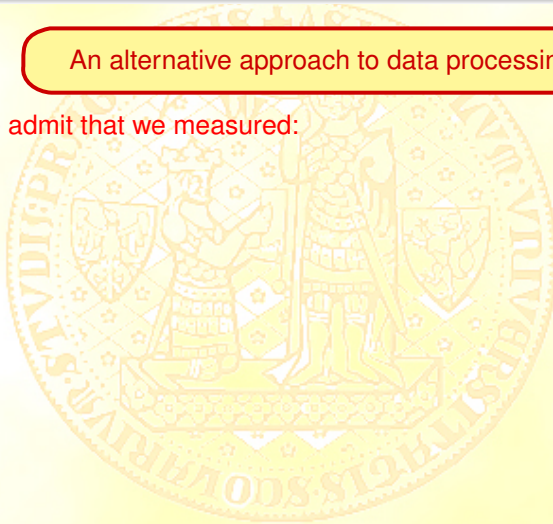 An alternative approach to data processin
admit that we measured: